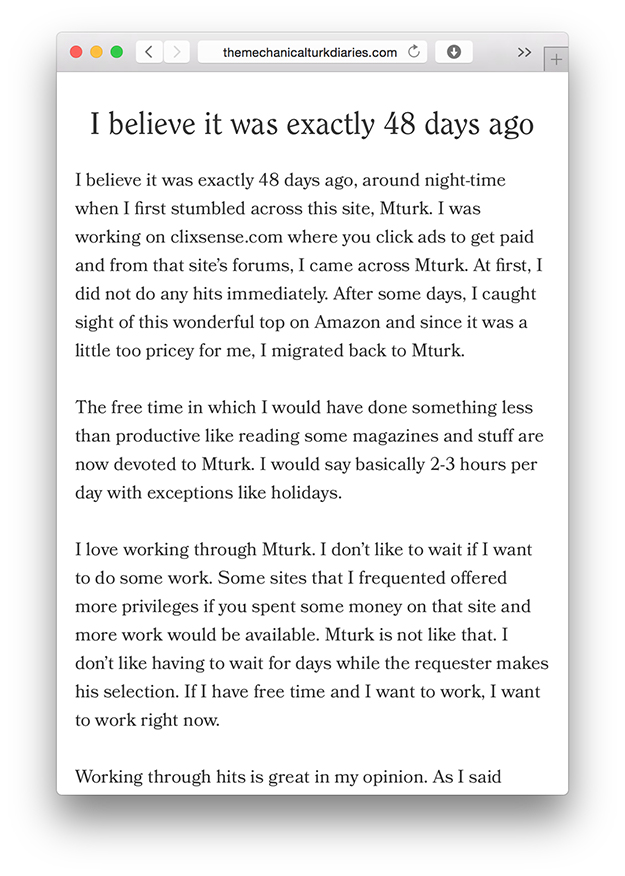 themechanicalturkdiaries.com
I believe it was exactly 48 days ago
I believe it was exactly 48 days ago, around night-time
when I first stumbled across this site, Mturk. I was
working on clixsense.com where you click ads to get paid
and from that site’s forums, I came across Mturk. At first, I
did not do any hits immediately. After some days, I caught
sight of this wonderful top on Amazon and since it was a
little too pricey for me, I migrated back to Mturk.
The free time in which I would have done something less
than productive like reading some magazines and stuff are
now devoted to Mturk. I would say basically 2-3 hours per
day with exceptions like holidays.
I love working through Mturk. I don’t like to wait if I want
to do some work. Some sites that I frequented offered
more privileges if you spent some money on that site and
more work would be available. Mturk is not like that. I
don’t like having to wait for days while the requester makes
his selection. If I have free time and I want to work, I want
to work right now.
Working through hits is great in my opinion. As I said